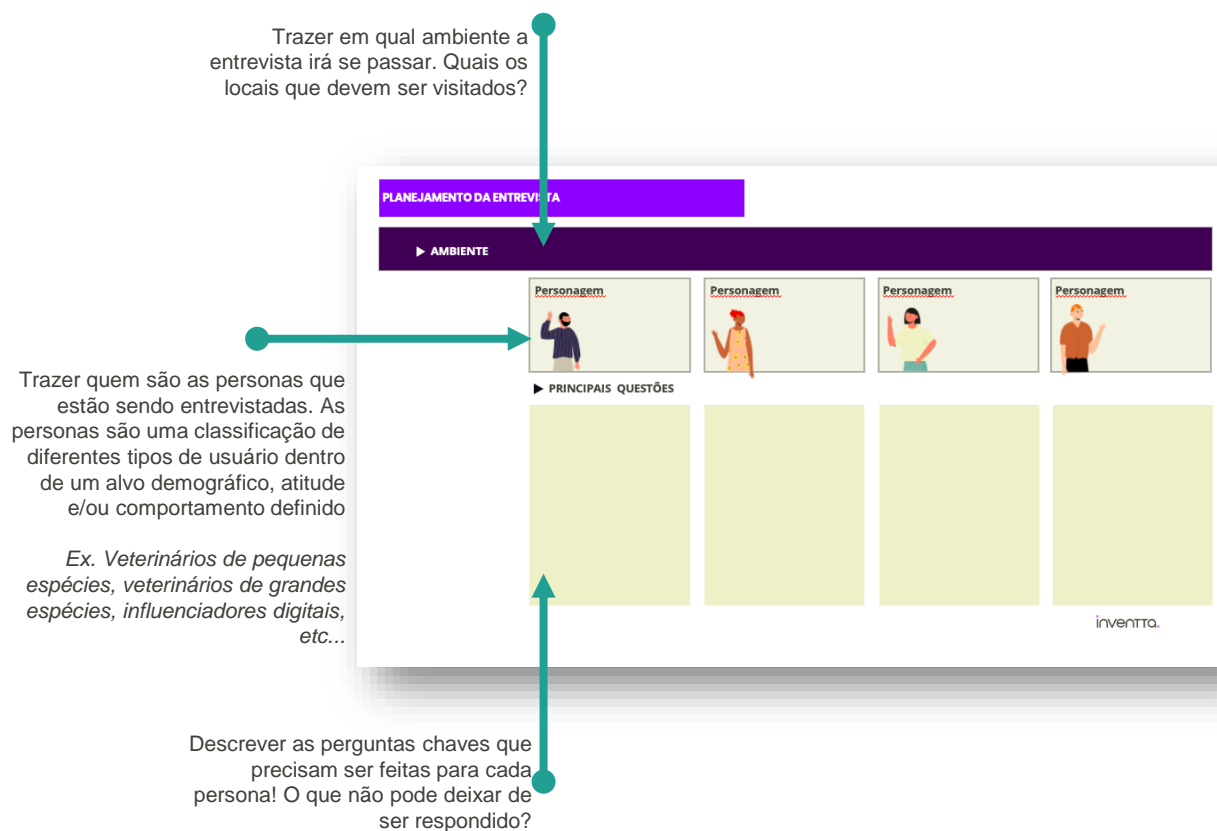 Trazer em qual ambiente a
entrevista irá se passar. Quais os
locais que devem ser visitados?
PLANEJAMENTO DA ENTREVISTA
▶ AMBIENTE
Personagem
Personagem
Personagem
Personagem
Trazer quem são as personas que
estão sendo entrevistadas. As
personas são uma classificação de
diferentes tipos de usuário dentro
de um alvo demográfico, atitude
e/ou comportamento definido
Ex. Veterinários de pequenas
espécies, veterinários de grandes
espécies, influenciadores digitais,
etc...
▶ PRINCIPAIS QUESTÕES
inventta.
Descrever as perguntas chaves que
precisam ser feitas para cada
persona! O que não pode deixar de
ser respondido?